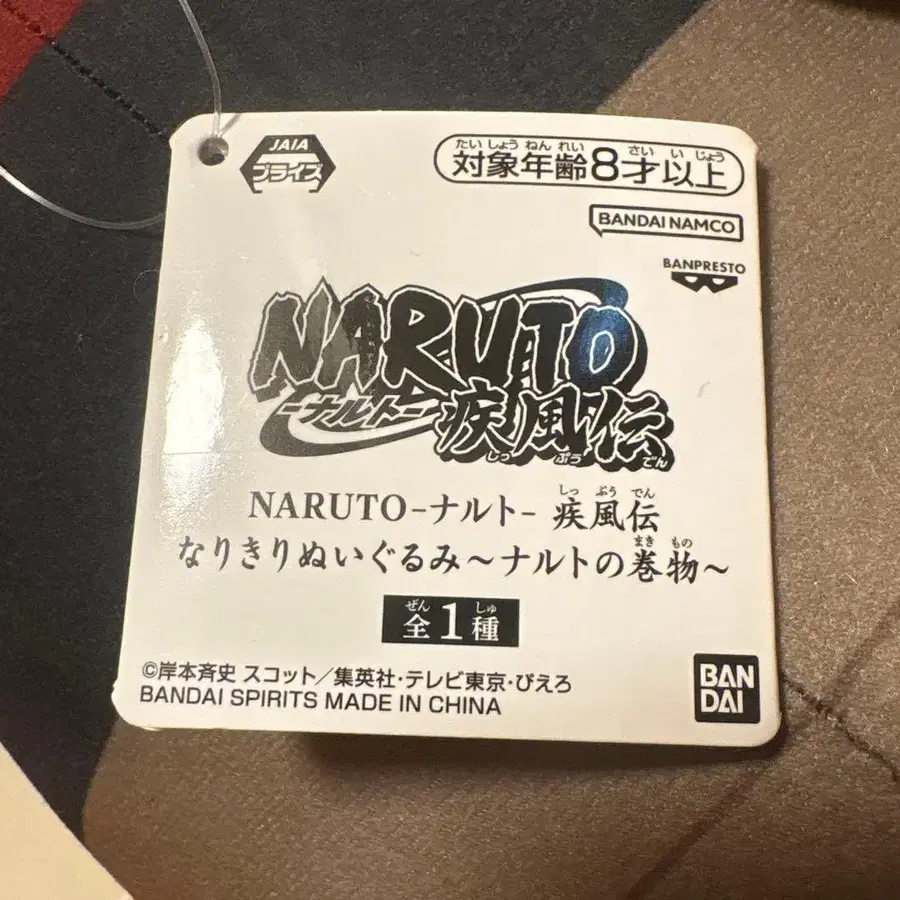 JAIA
プライズ
たいしょうねんれい さいいじょう
対象年齢8才以上
BANDAI NAMCO
BANPRESTO
NARUTO
-ナルト-
疾風伝
しっぷうでん
しっ ぷう でん
NARUTO-ナルト- 疾風伝
まき もの
なりきりぬいぐるみ～ナルトの巻物～
ぜん しゅ
全1種
©岸本斉史 スコット／集英社・テレビ東京・ぴえろ
BANDAI SPIRITS MADE IN CHINA
BAN
DAI